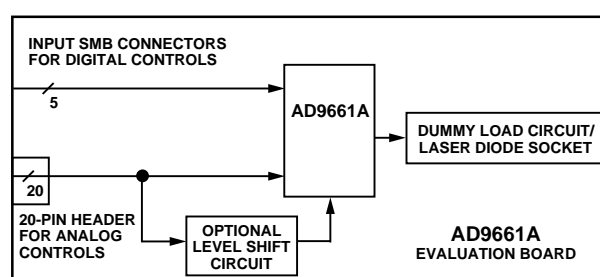 INPUT SMB CONNECTORS
FOR DIGITAL CONTROLS
5
AD9661A
DUMMY LOAD CIRCUIT/
LASER DIODE SOCKET
20
20-PIN HEADER
FOR ANALOG
CONTROLS
OPTIONAL
LEVEL SHIFT
CIRCUIT
AD9661A
EVALUATION BOARD